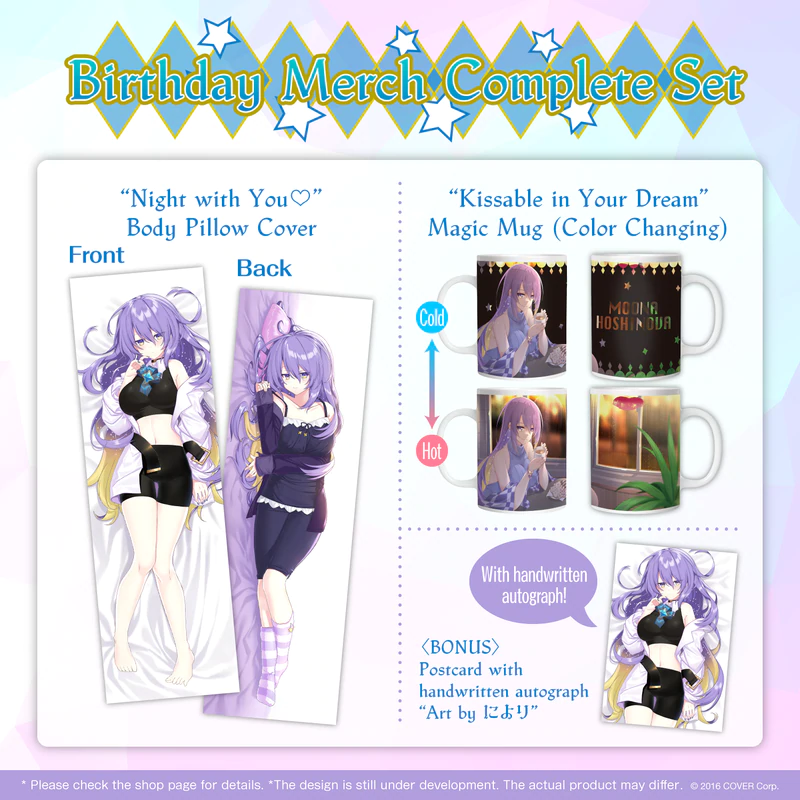 Birthday Merch Complete Set
“Night with You♡”
Body Pillow Cover
Front
Back
“Kissable in Your Dream”
Magic Mug (Color Changing)
Cold
MOONA
HOSHINOVA
Hot
With handwritten
autograph!
〈BONUS〉
Postcard with
handwritten autograph
“Art by により”
* Please check the shop page for details. *The design is still under development. The actual product may differ. © 2016 COVER Corp.